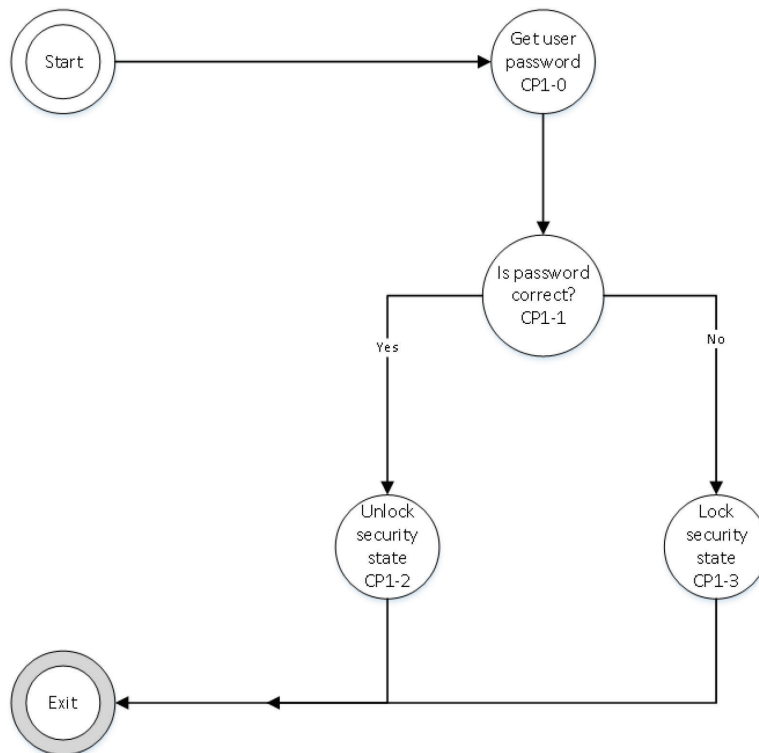 Start
Get user
password
CP1-0
Is password
correct?
CP1-1
Yes
No
Unlock
security
state
CP1-2
Lock
security
state
CP1-3
Exit